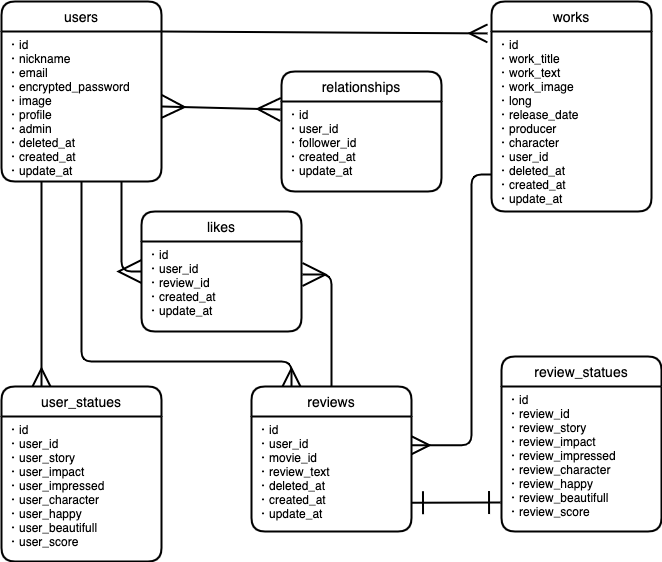 users
・id
・nickname
・email
・encrypted_password
・image
・profile
・admin
・deleted_at
・created_at
・update_at
works
・id
・work_title
・work_text
・work_image
・long
・release_date
・producer
・character
・user_id
・deleted_at
・created_at
・update_at
relationships
・id
・user_id
・follower_id
・created_at
・update_at
likes
・id
・user_id
・review_id
・created_at
・update_at
user_statues
・id
・user_id
・user_story
・user_impact
・user_impressed
・user_character
・user_happy
・user_beautifull
・user_score
reviews
・id
・user_id
・movie_id
・review_text
・deleted_at
・created_at
・update_at
review_statues
・id
・review_id
・review_story
・review_impact
・review_impressed
・review_character
・review_happy
・review_beautifull
・review_score